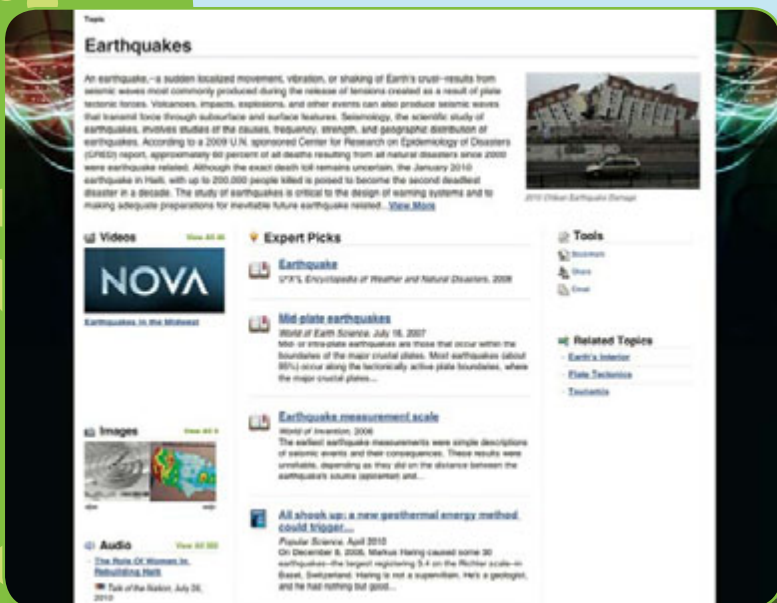 Topic
Earthquakes
An earthquake,–a sudden localized movement, vibration, or shaking of Earth's crust–results from
seismic waves most commonly produced during the release of tensions created as a result of plate
tectonic forces. Volcanoes, impacts, explosions, and other events can also produce seismic waves
that transmit force through subsurface and surface features. Seismology, the scientific study of
earthquakes, involves studies of the causes, frequency, strength, and geographic distribution of
earthquakes. According to a 2009 U.N. sponsored Center for Research on Epidemiology of Disasters
(CRED) report, approximately 60 percent of all deaths resulting from all natural disasters since 2000
were earthquake related. Although the exact death toll remains uncertain, the January 2010
earthquake in Haiti, with up to 200,000 people killed is poised to become the second deadliest
disaster in a decade. The study of earthquakes is critical to the design of warning systems and to
making adequate preparations for inevitable future earthquake related...View More
2010 Chilean Earthquake Damage
Videos
View All
NOVA
Earthquakes in the Midwest
Images
View All
Audio
View All
The Role Of Women In
Rebuilding Haiti
Talk of the Nation, July 26,
2010
Expert Picks
Earthquake
U*X*L Encyclopedia of Weather and Natural Disasters, 2008
Mid-plate earthquakes
World of Earth Science, July 16, 2007
Mid- or intra-plate earthquakes are those that occur within the
boundaries of the major crustal plates. Most earthquakes (about
95%) occur along the tectonically active plate boundaries, where
the major crustal plates...
Earthquake measurement scale
World of Invention, 2006
The earliest earthquake measurements were simple descriptions
of seismic events and their consequences. These results were
unreliable, depending as they did on the distance between the
earthquake's source (epicenter) and...
All shook up: a new geothermal energy method
could trigger...
Popular Science, April 2010
On December 8, 2006, Markus Haring caused some 30
earthquakes–the largest registering 3.4 on the Richter scale–in
Basel, Switzerland. Haring is not a supervillain. He's a geologist,
and he had nothing but good...
Tools
Bookmark
Share
Email
Related Topics
Earth's Interior
Plate Tectonics
Tsunamis